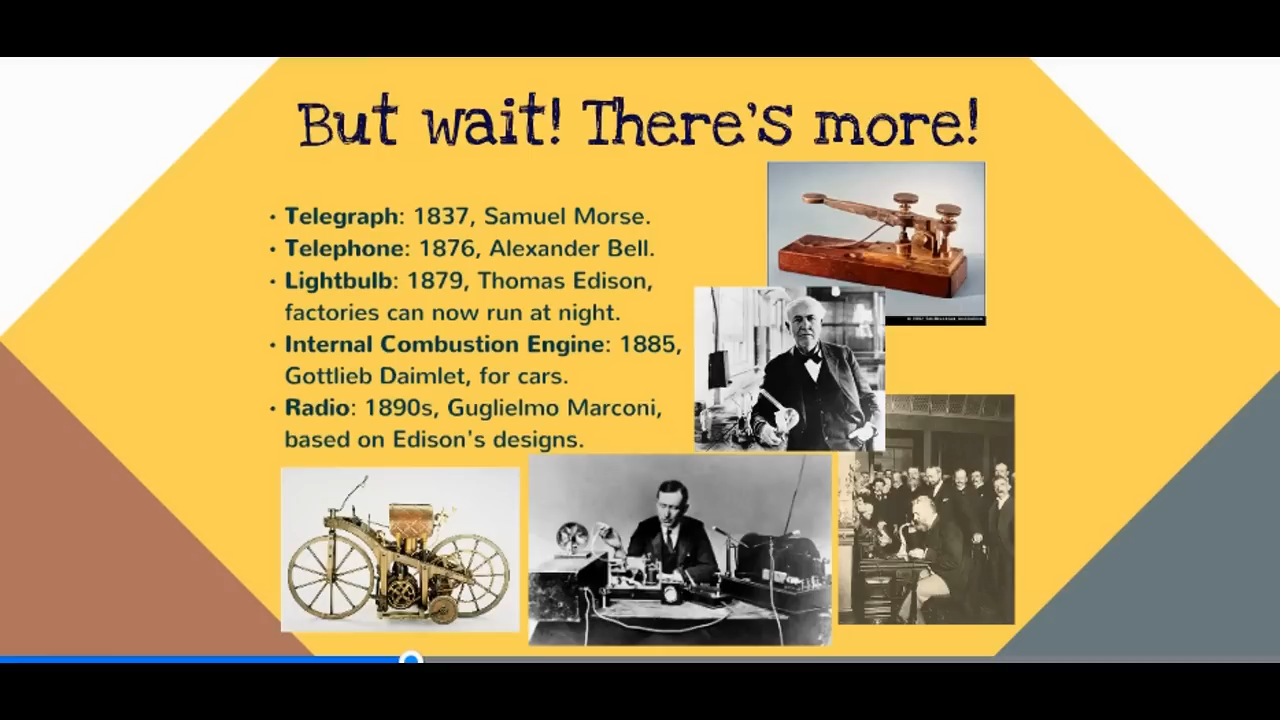 But wait! There's more!
• Telegraph: 1837, Samuel Morse.
• Telephone: 1876, Alexander Bell.
• Lightbulb: 1879, Thomas Edison,
factories can now run at night.
• Internal Combustion Engine: 1885,
Gottlieb Daimlet, for cars.
• Radio: 1890s, Guglielmo Marconi,
based on Edison's designs.